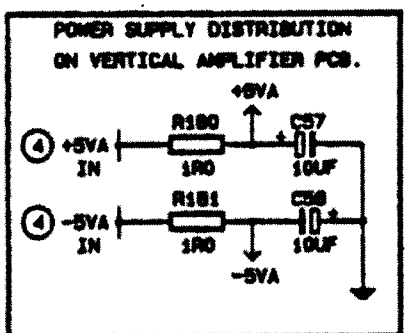 POWER SUPPLY DISTRIBUTION
ON VERTICAL AMPLIFIER PCB.
+5VA
R180 C57
4 +5VA +
IN 1R0 10UF
R181 C58
4 -5VA +
IN 1R0 10UF
-5VA